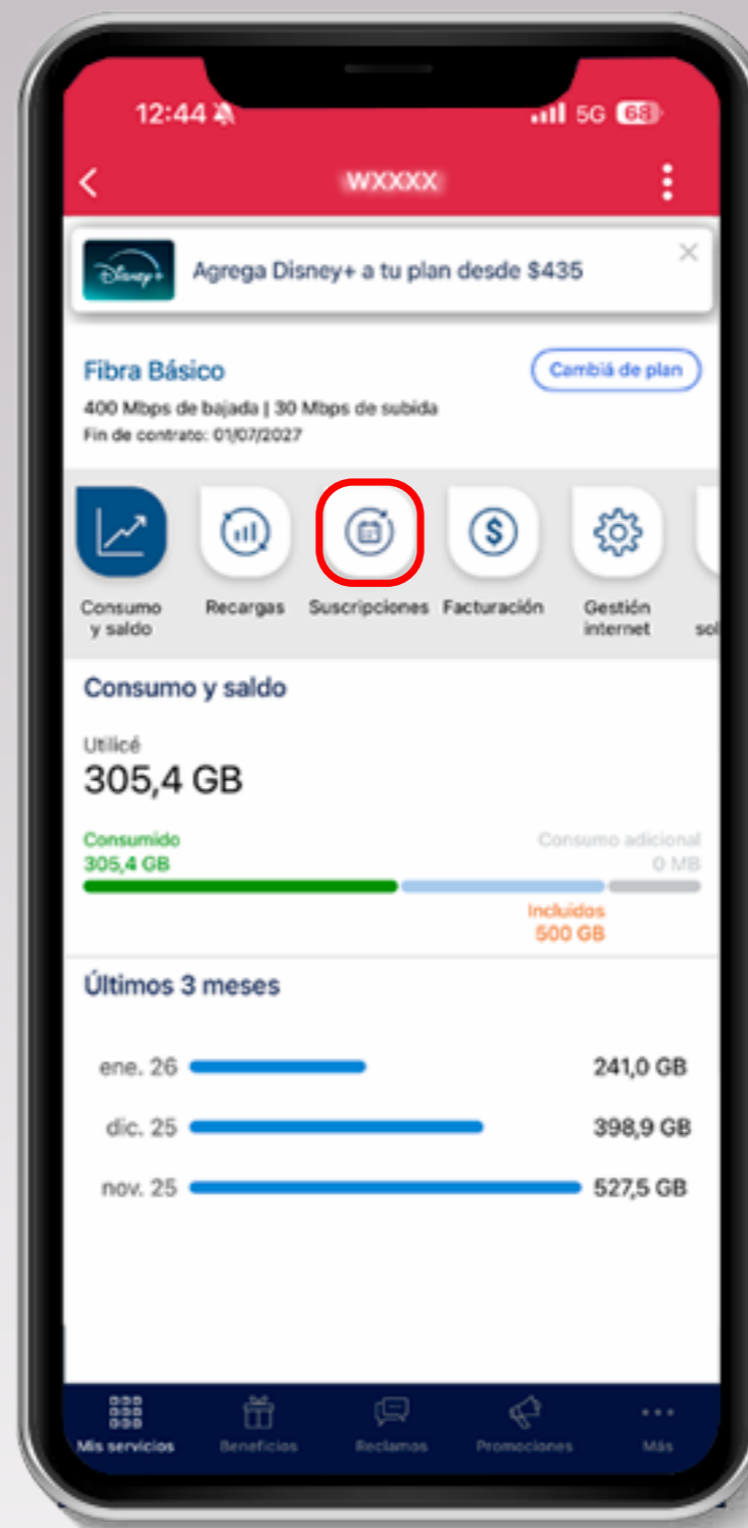 12:44
5G 68
WXXXX
Disney+
Agrega Disney+ a tu plan desde $435
Fibra Básico
Cambiá de plan
400 Mbps de bajada | 30 Mbps de subida
Fin de contrato: 01/07/2027
Consumo y saldo
Recargas
Suscripciones
Facturación
Gestión internet
sol
Consumo y saldo
Utilicé
305,4 GB
Consumido
305,4 GB
Consumo adicional
0 MB
Incluidos
500 GB
Últimos 3 meses
ene. 26 241,0 GB
dic. 25 398,9 GB
nov. 25 527,5 GB
Mis servicios
Beneficios
Reclamos
Promociones
Más